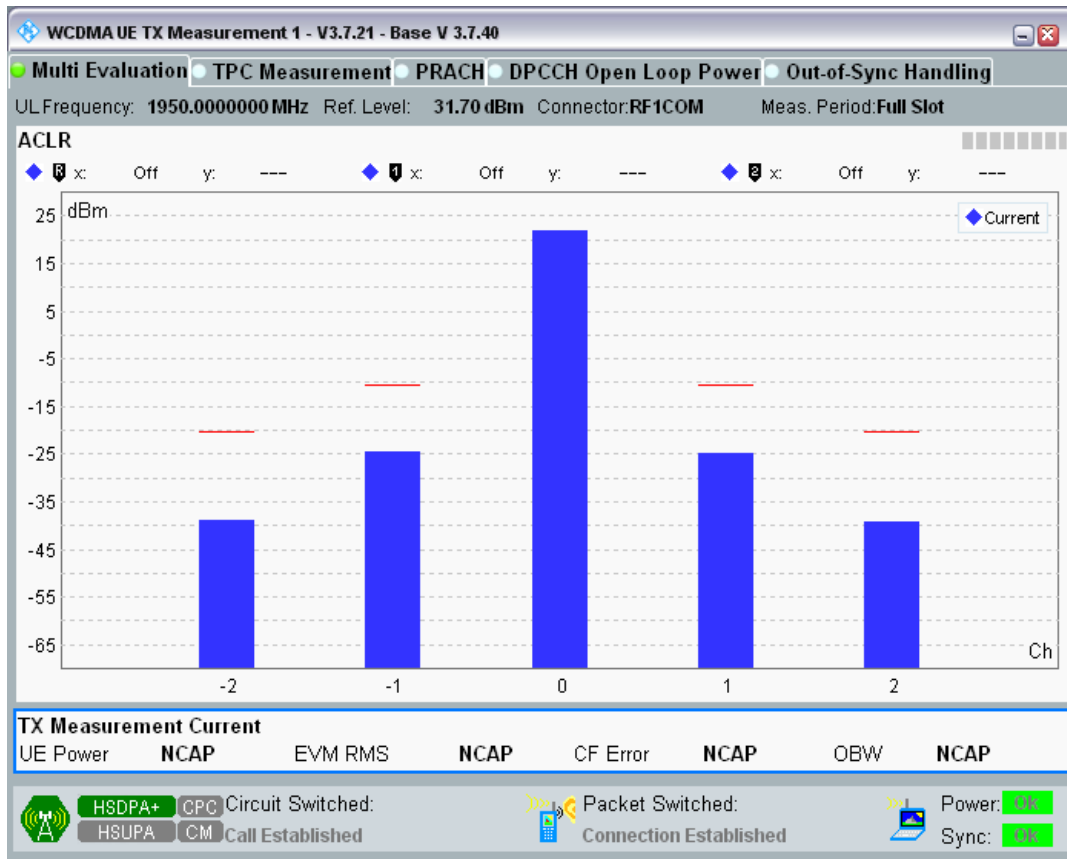 WCDMA UE TX Measurement 1 - V3.7.21 - Base V 3.7.40
Multi Evaluation TPC Measurement PRACH DPCCH Open Loop Power Out-of-Sync Handling
UL Frequency: 1950.0000000 MHz Ref. Level: 31.70 dBm Connector:RF1COM Meas. Period:Full Slot
ACLR
R x: Off y: --- 1 x: Off y: --- 2 x: Off y: ---
dBm
Current
25
15
5
-5
-15
-25
-35
-45
-55
-65
Ch
-2 -1 0 1 2
TX Measurement Current
UE Power NCAP EVM RMS NCAP CF Error NCAP OBW NCAP
HSDPA+ CPC Circuit Switched: Packet Switched: Power: Ok
HSUPA CM Call Established Connection Established Sync: Ok